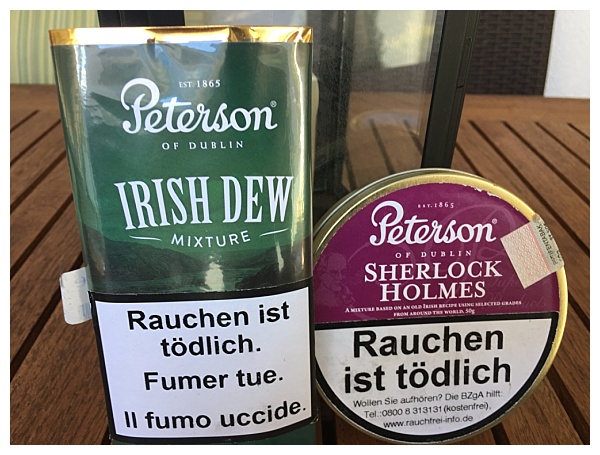 EST. 1865
Peterson®
OF DUBLIN
IRISH DEW
MIXTURE
Rauchen ist
tödlich.
Fumer tue.
Il fumo uccide.
EST. 1865
Peterson®
OF DUBLIN
SHERLOCK
HOLMES
A MIXTURE BASED ON AN OLD IRISH RECIPE USING SELECTED GRADES
FROM AROUND THE WORLD. 50g
Rauchen
ist tödlich
Wollen Sie aufhören? Die BZgA hilft:
Tel.:0800 8 313131(kostenfrei),
www.rauchfrei-info.de